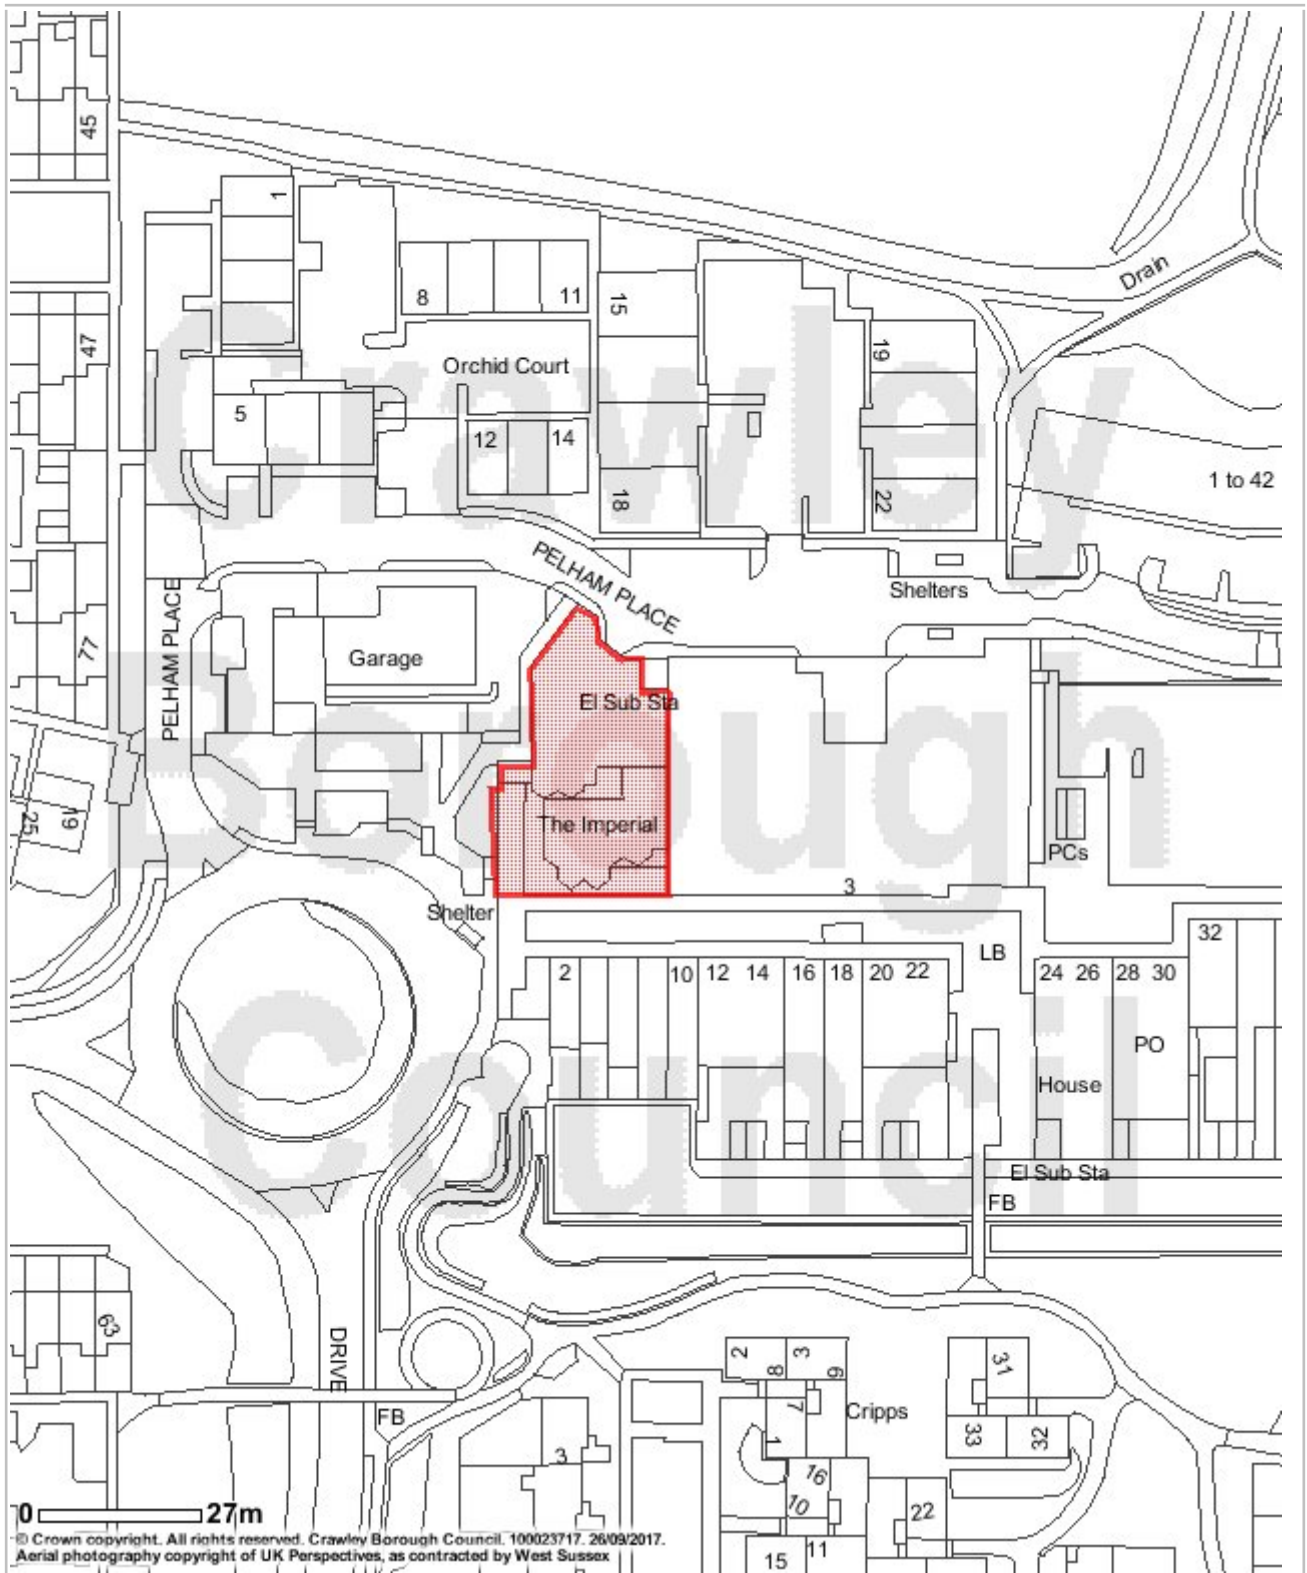 45
1
8
11
15
Drain
47
Orchid Court
19
5
12
14
1 to 42
18
22
PELHAM PLACE
Shelters
PELHAM PLACE
77
Garage
El Sub Sta
Crawley
Borough
Council
25
19
The Imperial
PCs
3
Shelter
32
LB
2
10
12
14
16
18
20
22
24
26
28
30
PO
House
El Sub Sta
FB
63
DRIVE
2
3
8
9
31
7
Cripps
FB
1
33
32
3
16
10
22
0
27m
15
11
© Crown copyright. All rights reserved. Crawley Borough Council. 100023717. 26/09/2017.
Aerial photography copyright of UK Perspectives, as contracted by West Sussex